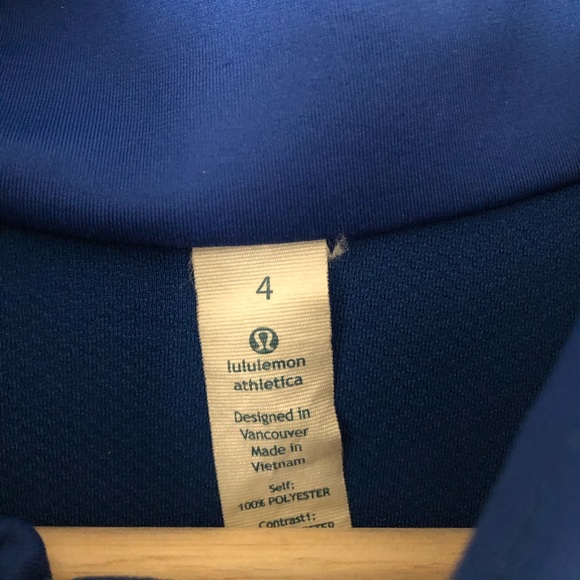 4
lululemon
athletica
Designed in
Vancouver
Made in
Vietnam
Self:
100% POLYESTER
Contrast1: